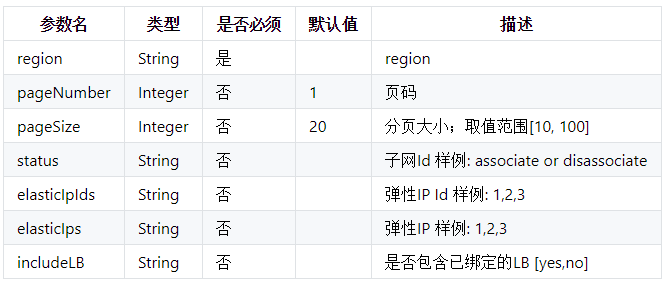 参数名 类型 是否必须 默认值 描述
region String 是 region
pageNumber Integer 否 1 页码
pageSize Integer 否 20 分页大小；取值范围[10, 100]
status String 否 子网Id 样例: associate or disassociate
elasticIpIds String 否 弹性IP Id 样例: 1,2,3
elasticIps String 否 弹性IP 样例: 1,2,3
includeLB String 否 是否包含已绑定的LB [yes,no]